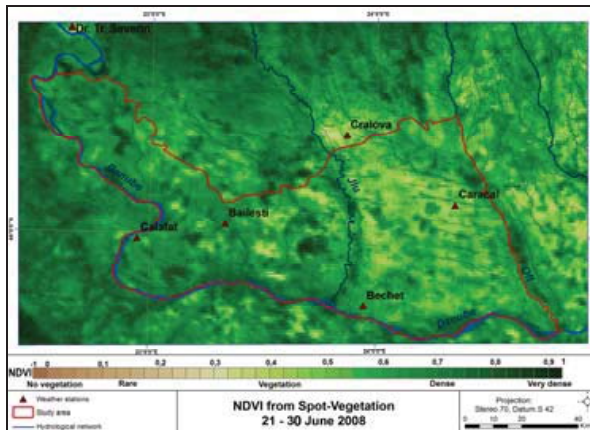 Dr. Tr. Severin
Craiova
Danube
Jiu
Caracal
Bailesti
Calafat
Olt
Bechet
Danube
-1 0 0,1 0,2 0,3 0,4 0,5 0,6 0,7 0,8 0,9 1
NDVI
No vegetation Rare Vegetation Dense Very dense
Weather stations
Study area
Hydrological network
NDVI from Spot-Vegetation
21 - 30 June 2008
Projection:
Stereo 70, Datum S 42
0 10 20 40